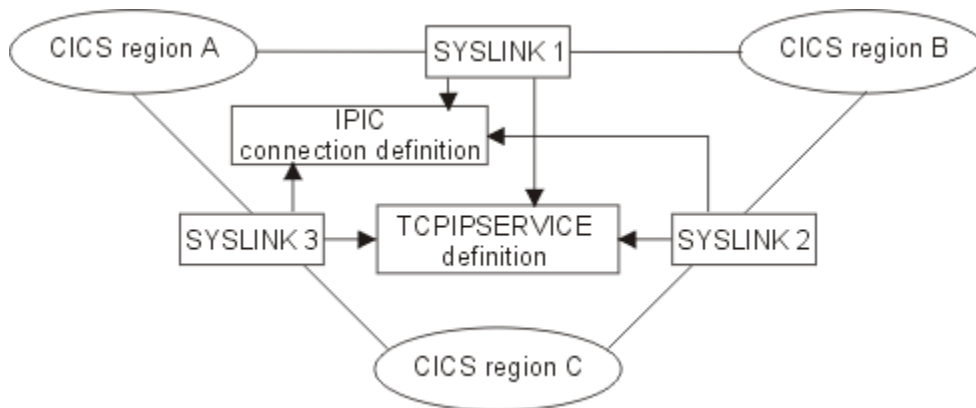 CICS region A
SYSLINK 1
CICS region B
IPIC
connection definition
SYSLINK 3
TCPIPSERVICE
definition
SYSLINK 2
CICS region C